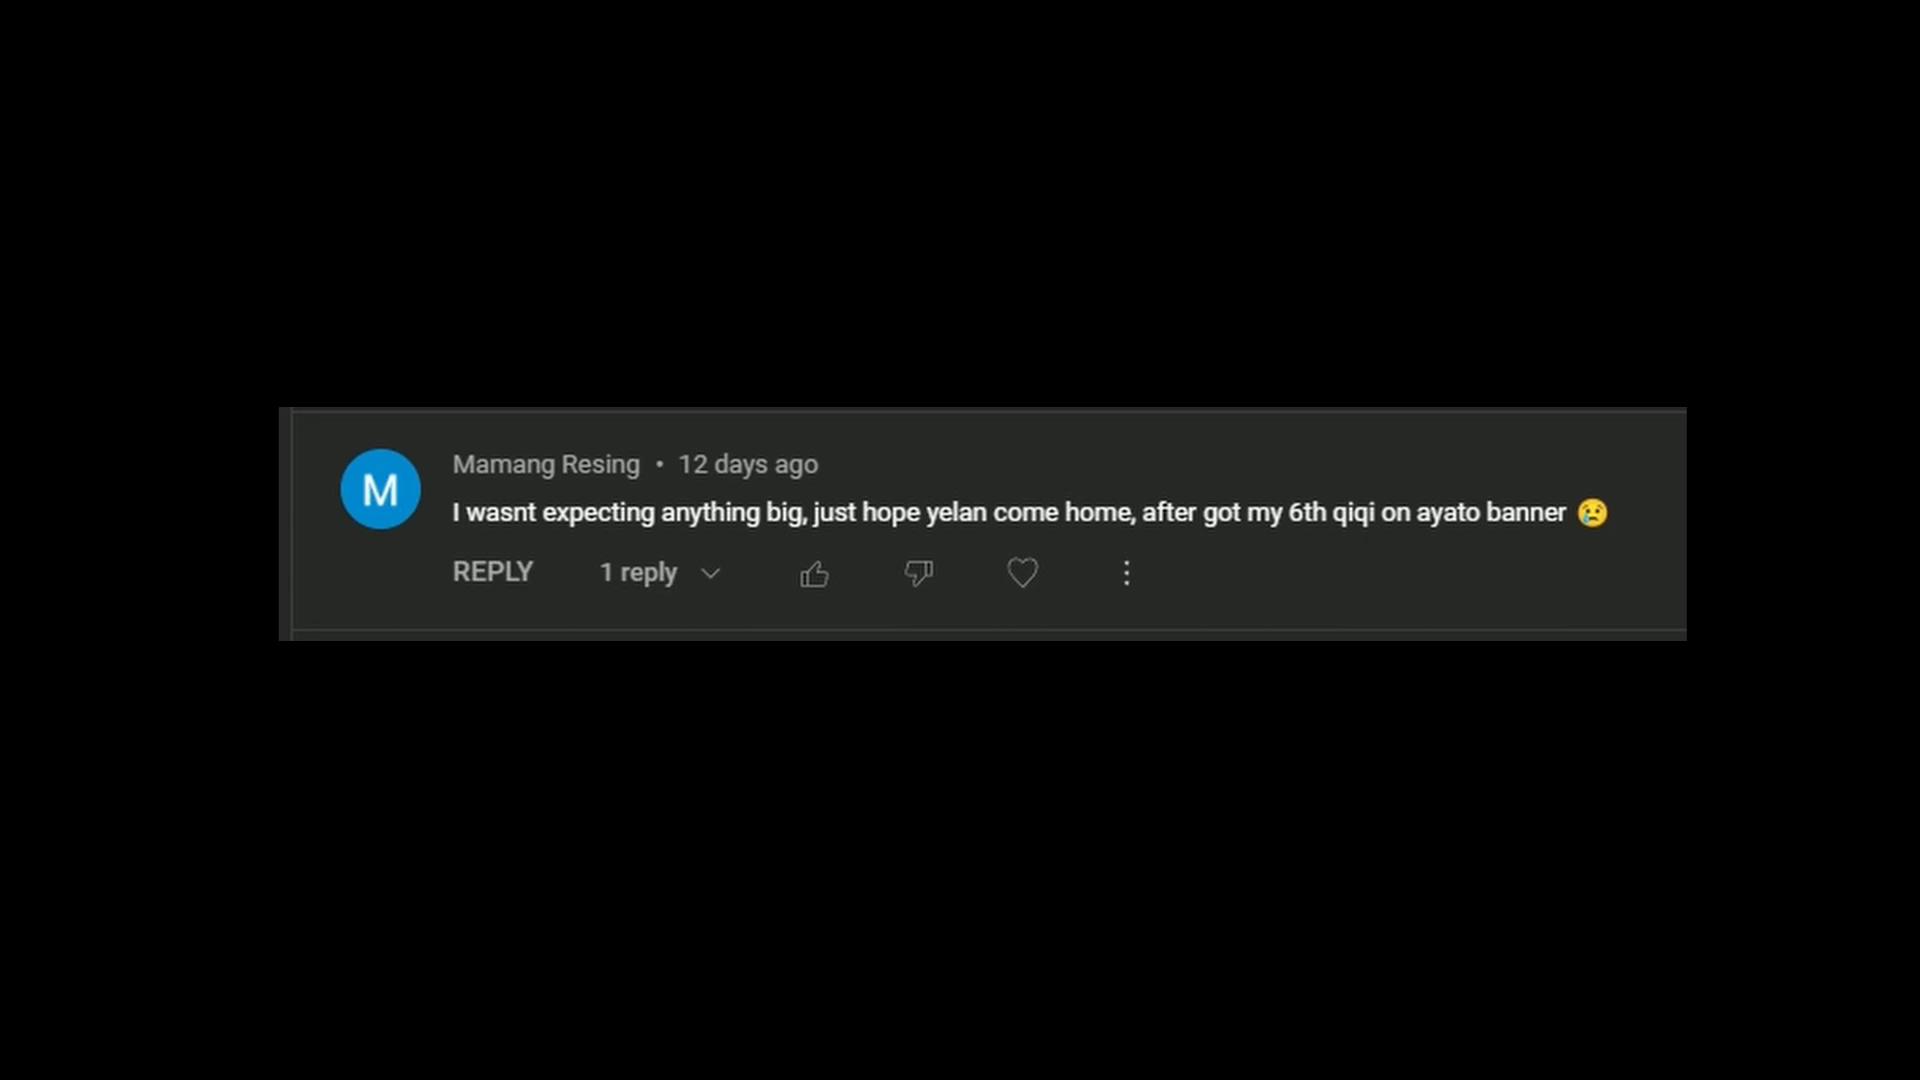 M
Mamang Resing • 12 days ago
I wasnt expecting anything big, just hope yelan come home, after got my 6th qiqi on ayato banner 😢
REPLY 1 reply